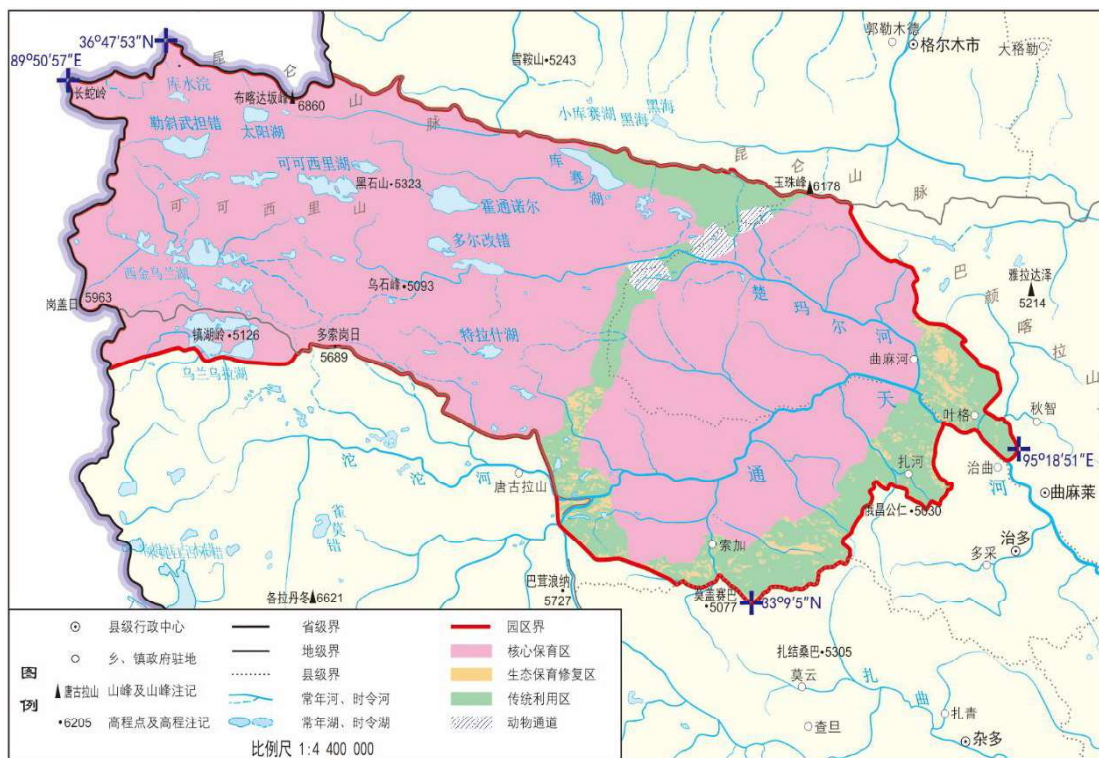 36°47′53″N
89°50′57″E
昆
仑
山
脉
郭勒木德
格尔木市
大格勒
雪鞍山•5243
长蛇岭
库水浣
布喀达坂峰
6860
小库赛湖
黑海
黑海
勒斜武担错
太阳湖
可可西里湖
黑石山•5323
库
赛
湖
昆
仑
山
脉
玉珠峰
6178
可可西里山
霍通诺尔
多尔改错
西金乌兰湖
乌石峰•5093
楚
玛
尔
河
巴
颜
喀
拉
山
雅拉达泽
5214
岗盖日
5963
镇湖岭•5126
多索岗日
5689
特拉什湖
曲麻河
乌兰乌拉湖
天
叶格
秋智
95°18′51″E
沱
沱
河
唐古拉山
通
扎河
治曲
河
曲麻莱
雀莫错
俄昌公仁•5030
索加
治多
多采
各拉丹冬
6621
巴茸浪纳
5727
莫盖赛巴
•5077
33°9′5″N
扎结桑巴•5305
莫云
扎
曲
查旦
扎青
杂多
图
例
县级行政中心
省级界
园区界
乡、镇政府驻地
地级界
核心保育区
唐古拉山
山峰及山峰注记
县级界
生态保育修复区
常年河、时令河
传统利用区
•6205
高程点及高程注记
常年湖、时令湖
动物通道
比例尺 1:4 400 000